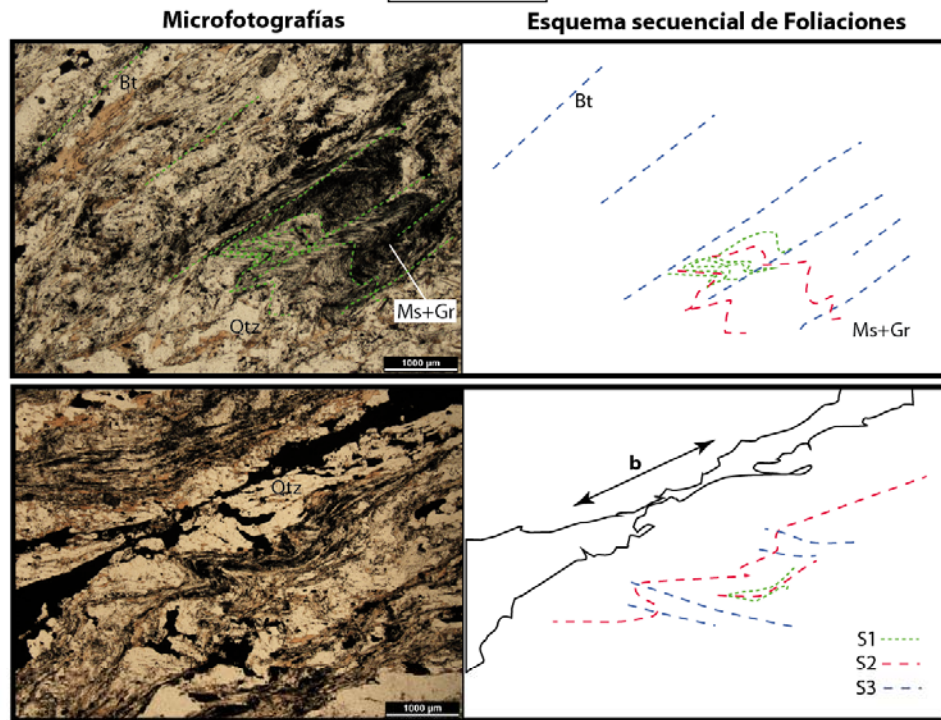 Microfotografías
Esquema secuencial de Foliaciones
Bt
Ms+Gr
Qtz
1000 µm
Bt
Ms+Gr
Qtz
1000 µm
b
S1
S2
S3